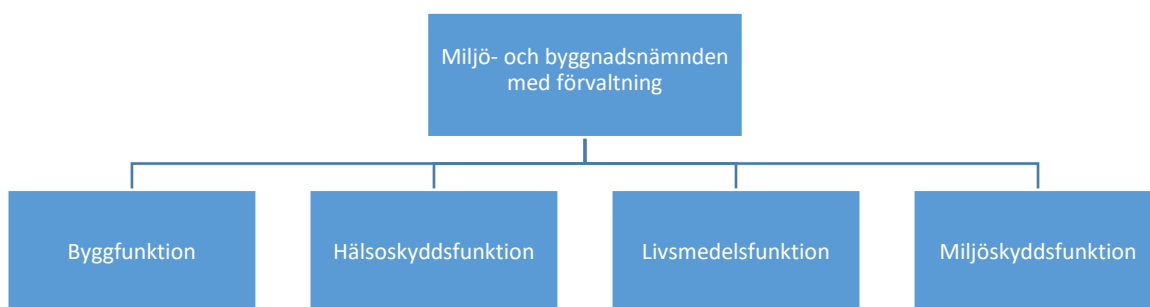 Miljö- och byggnadsnämnden
med förvaltning
Byggfunktion
Hälsoskyddsfunktion
Livsmedelsfunktion
Miljöskyddsfunktion